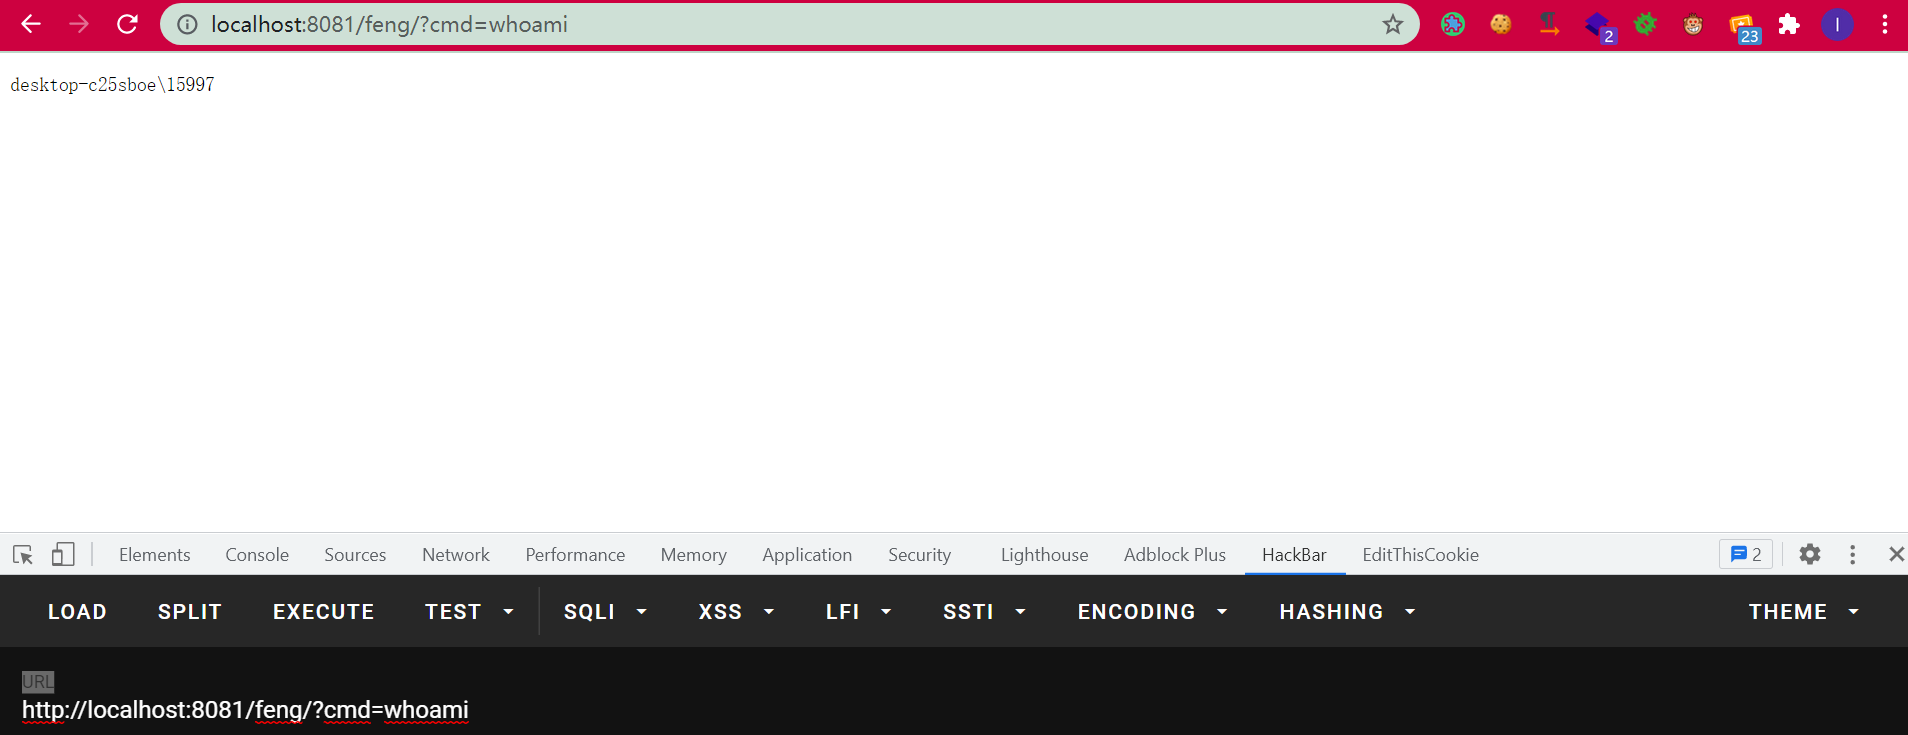 localhost:8081/feng/?cmd=whoami
2
23
I
desktop-c25sboe\15997
Elements Console Sources Network Performance Memory Application Security Lighthouse Adblock Plus HackBar EditThisCookie 2
LOAD SPLIT EXECUTE TEST SQLI XSS LFI SSTI ENCODING HASHING THEME
URL
http://localhost:8081/feng/?cmd=whoami